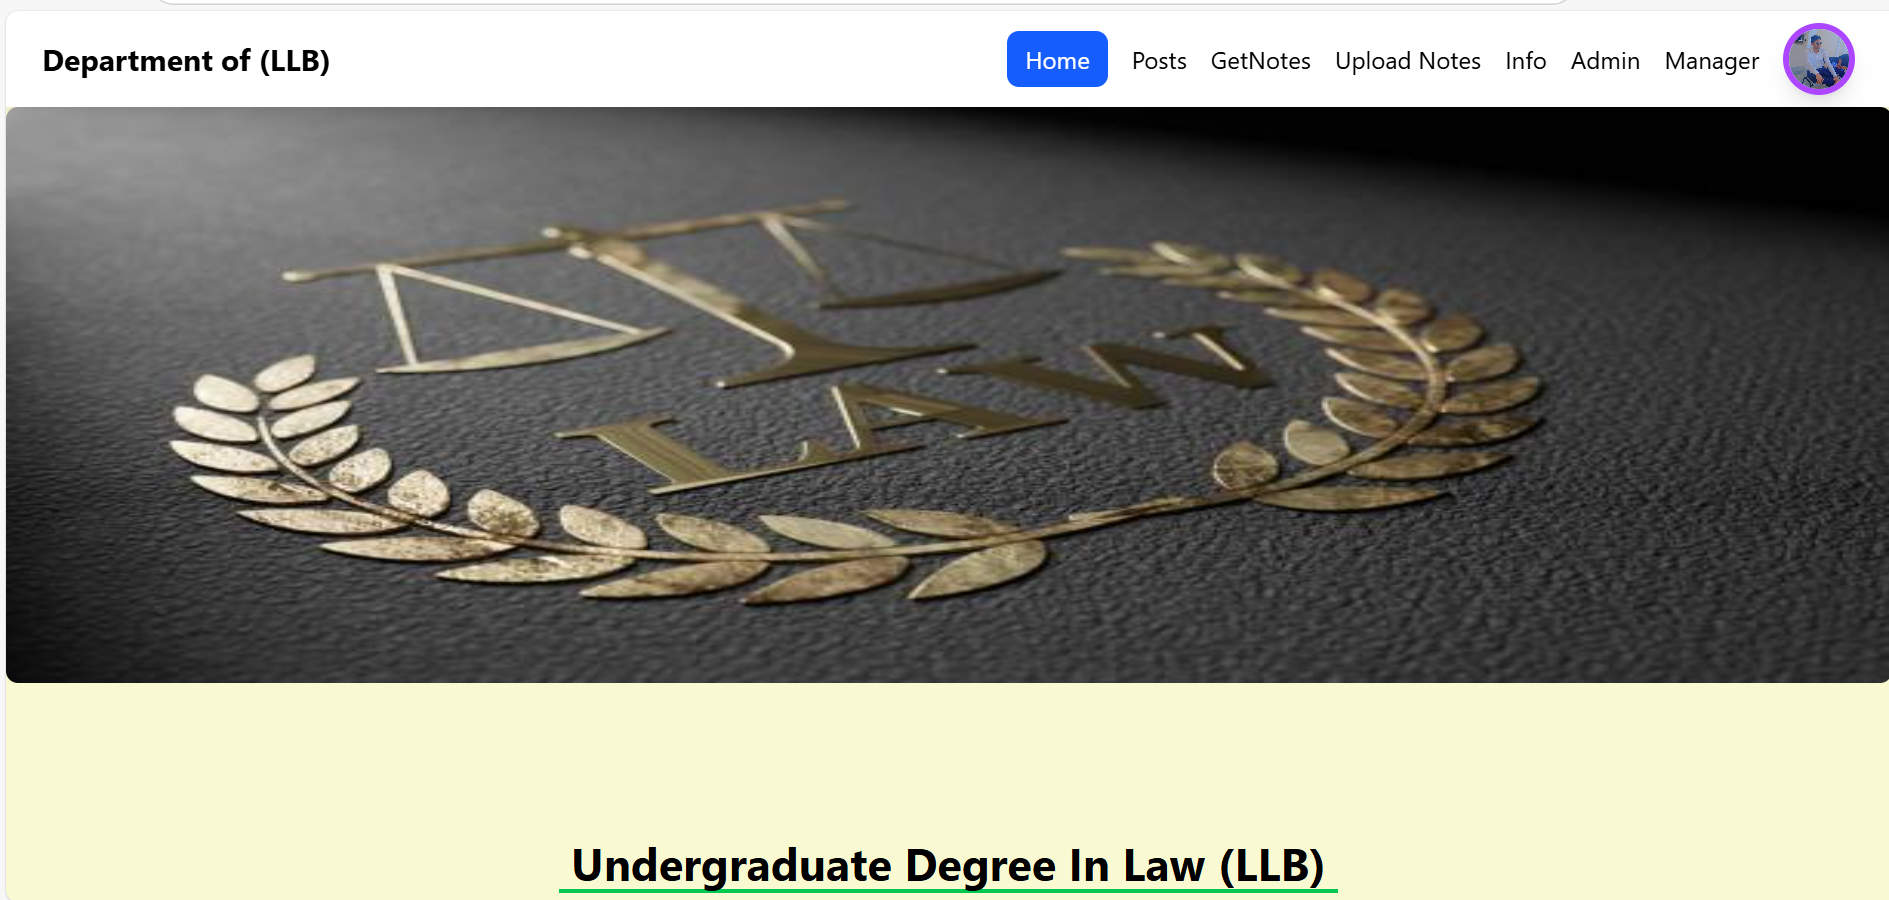 Department of (LLB)
Home Posts GetNotes Upload Notes Info Admin Manager
LAW
Undergraduate Degree In Law (LLB)